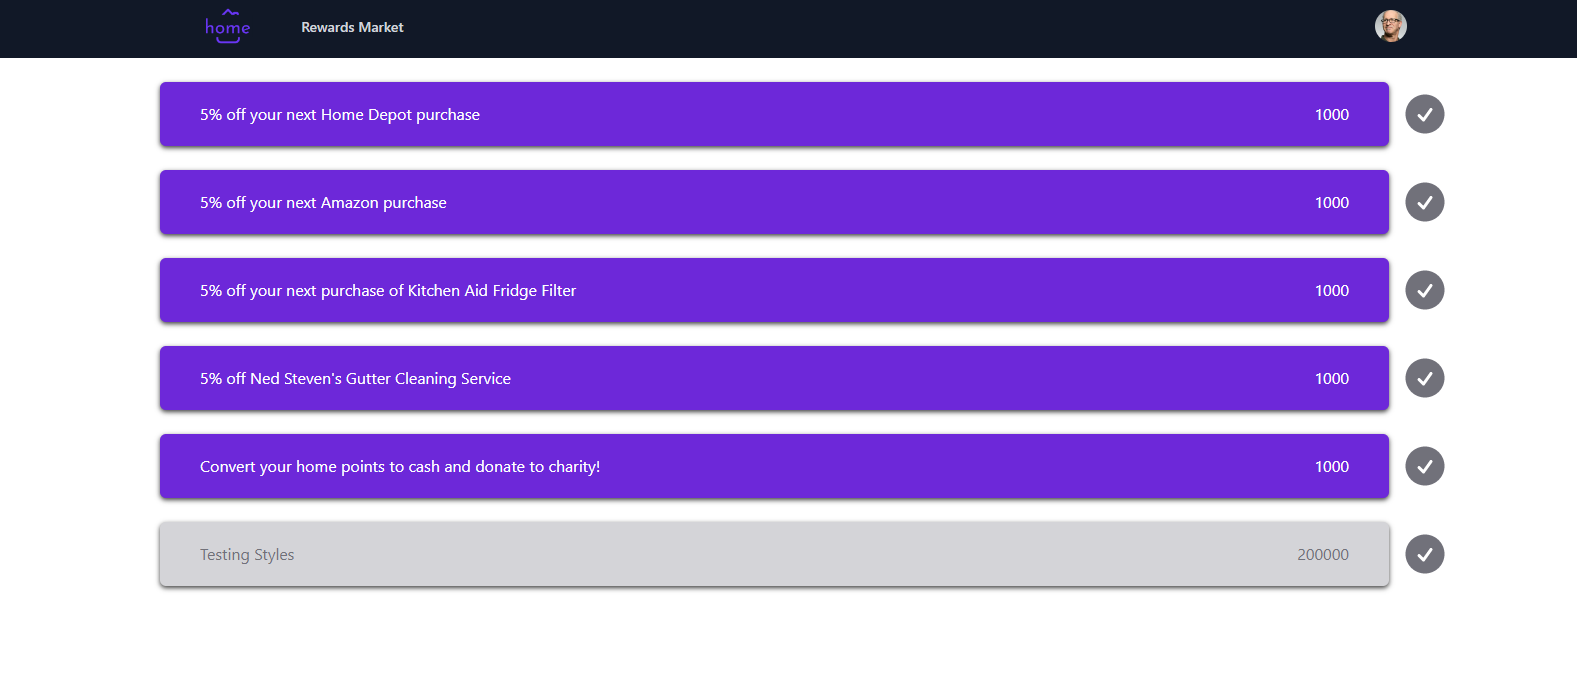 home
Rewards Market
5% off your next Home Depot purchase 1000
5% off your next Amazon purchase 1000
5% off your next purchase of Kitchen Aid Fridge Filter 1000
5% off Ned Steven's Gutter Cleaning Service 1000
Convert your home points to cash and donate to charity! 1000
Testing Styles 200000